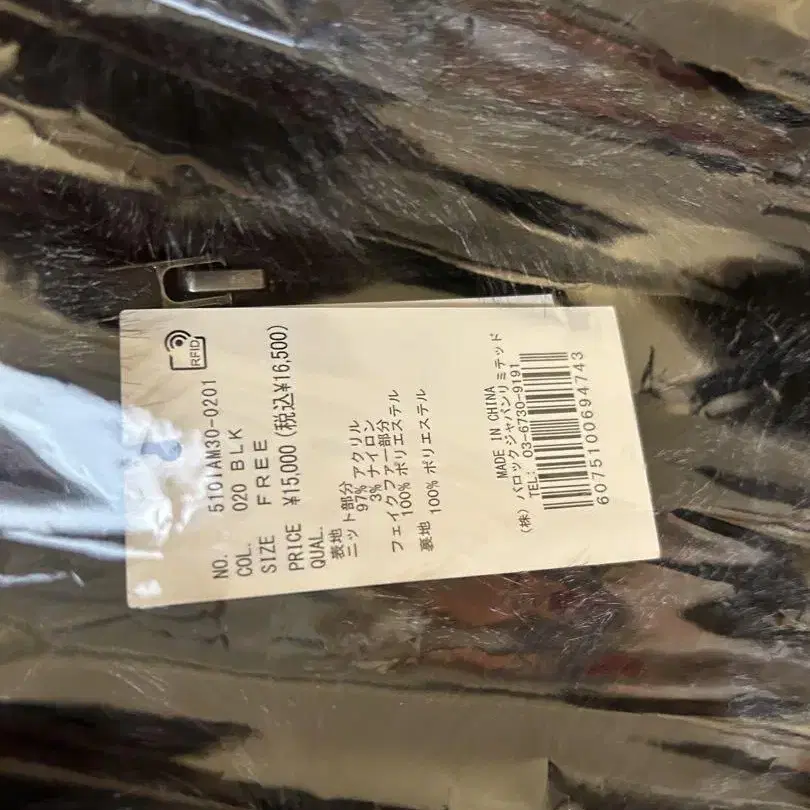 RFID
NO. 5101AM30-0201
COL. 020 BLK
SIZE FREE
PRICE ¥15,000 (税込¥16,500)
QUAL.
表地
ニット部分
97% アクリル
3% ナイロン
フェイクファー部分
100% ポリエステル
裏地 100% ポリエステル
MADE IN CHINA
(株) バロックジャパンリミテッド
TEL: 03-6730-9191
6075100694743